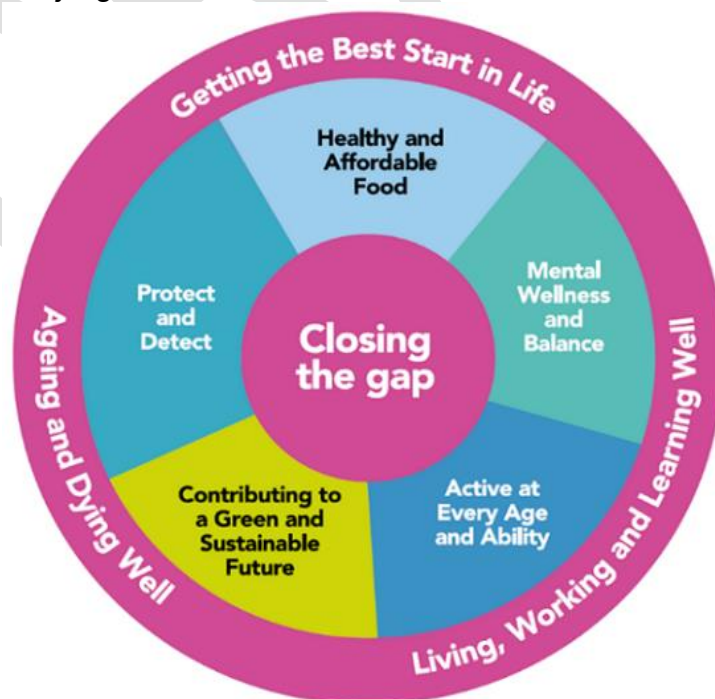 Getting the Best Start in Life
Healthy and
Affordable
Food
Mental
Wellness
and
Balance
Protect
and
Detect
Closing
the gap
Active at
Every Age
and Ability
Contributing to
a Green and
Sustainable
Future
Living, Working and Learning Well
Ageing and Dying Well